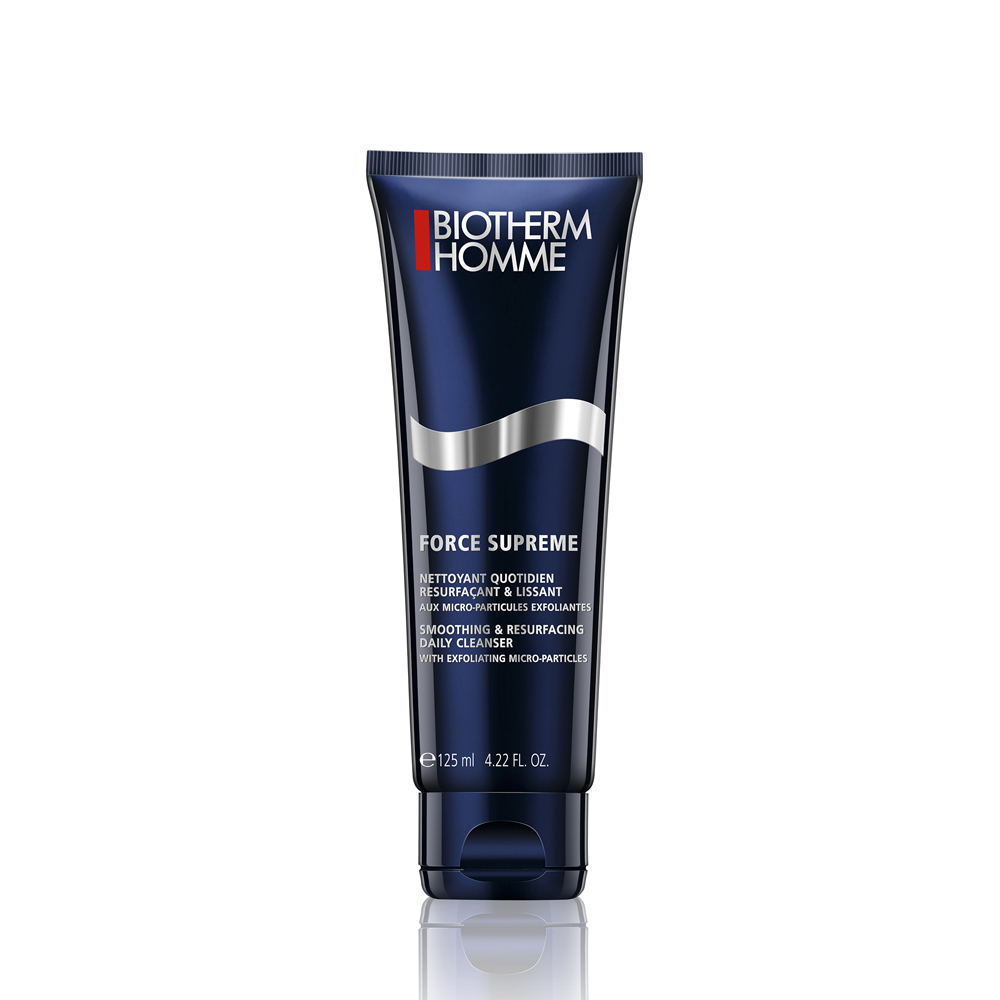 BIOTHERM
HOMME
FORCE SUPREME
NETTOYANT QUOTIDIEN
RESURFAÇANT & LISSANT
AUX MICRO-PARTICULES EXFOLIANTES
SMOOTHING & RESURFACING
DAILY CLEANSER
WITH EXFOLIATING MICRO-PARTICLES
℮ 125 ml 4.22 FL. OZ.